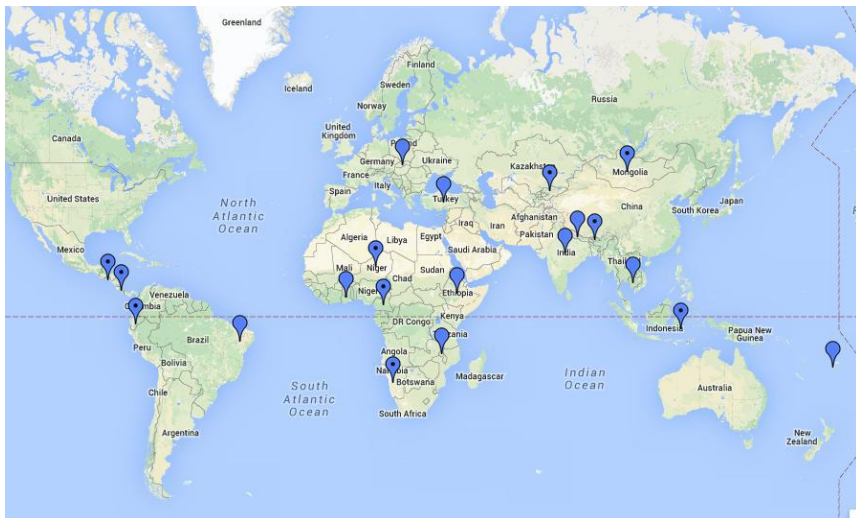 Greenland
Iceland
Finland
Sweden
Norway
Russia
Canada
United
Kingdom
Poland
Germany
Ukraine
France
Kazakhstan
Mongolia
Spain
Italy
Turkey
United States
North
Atlantic
Ocean
China
Japan
South Korea
Afghanistan
Iraq
Iran
Pakistan
Algeria
Libya
Egypt
Saudi Arabia
Mexico
India
Mali
Niger
Chad
Sudan
Thailand
Nigeria
Ethiopia
Venezuela
Colombia
Kenya
DR Congo
Indonesia
Papua New
Guinea
Tanzania
Peru
Brazil
Bolivia
Angola
Namibia
Botswana
Madagascar
Indian
Ocean
South
Atlantic
Ocean
Chile
Australia
South Africa
Argentina
New
Zealand